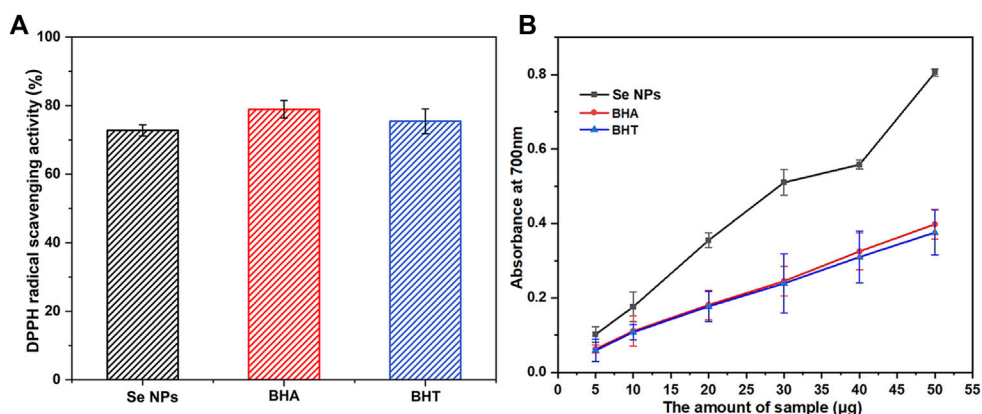 A
DPPH radical scavenging activity (%)
100
80
60
40
20
0
Se NPs
BHA
BHT
B
Absorbance at 700nm
0.8
0.6
0.4
0.2
0.0
Se NPs
BHA
BHT
0 5 10 15 20 25 30 35 40 45 50 55
The amount of sample (µg)